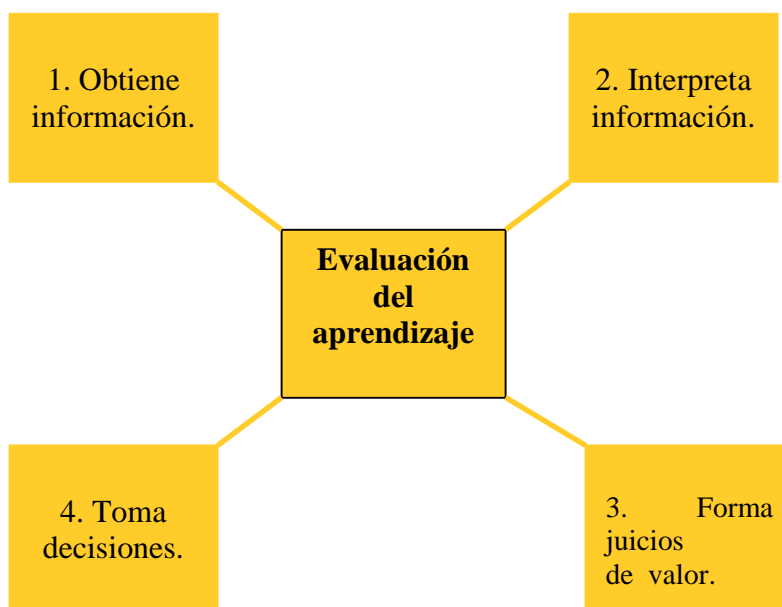 1. Obtiene
información.
2. Interpreta
información.
Evaluación
del
aprendizaje
4. Toma
decisiones.
3. Forma
juicios
de valor.